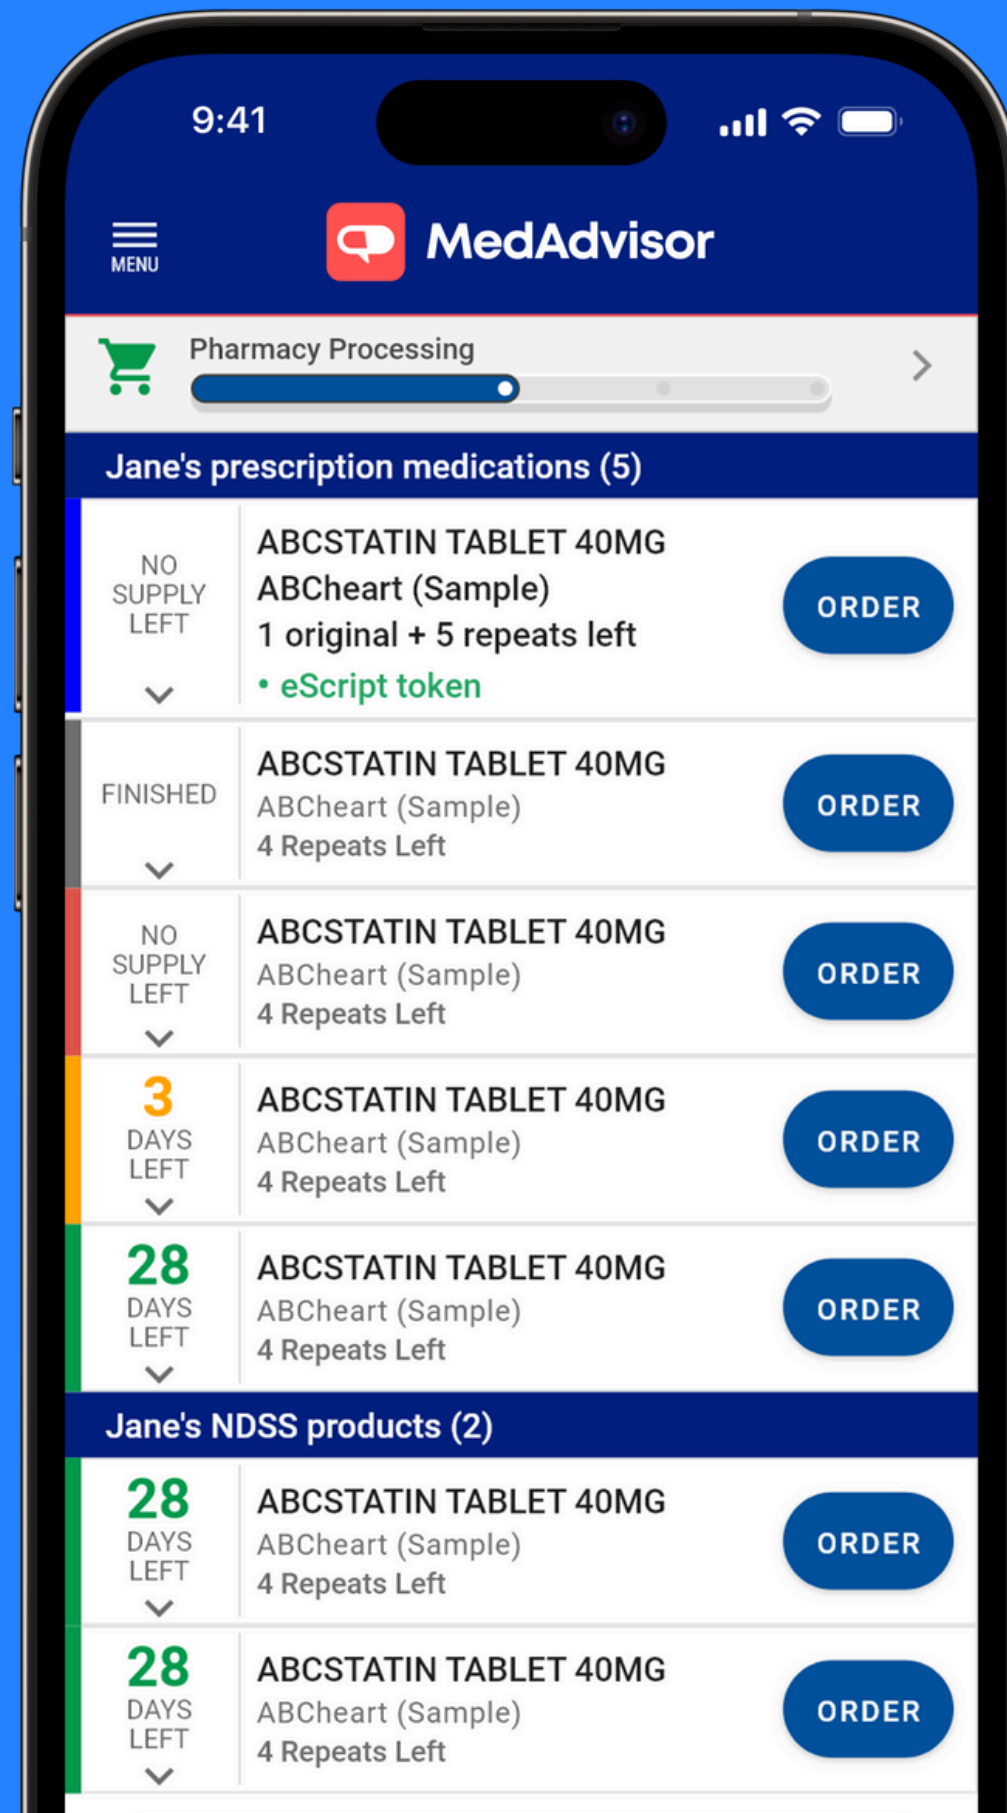 9:41
MENU
MedAdvisor
Pharmacy Processing
Jane's prescription medications (5)
NO
SUPPLY
LEFT
ABCSTATIN TABLET 40MG
ABCheart (Sample)
1 original + 5 repeats left
• eScript token
ORDER
FINISHED
ABCSTATIN TABLET 40MG
ABCheart (Sample)
4 Repeats Left
ORDER
NO
SUPPLY
LEFT
ABCSTATIN TABLET 40MG
ABCheart (Sample)
4 Repeats Left
ORDER
3
DAYS
LEFT
ABCSTATIN TABLET 40MG
ABCheart (Sample)
4 Repeats Left
ORDER
28
DAYS
LEFT
ABCSTATIN TABLET 40MG
ABCheart (Sample)
4 Repeats Left
ORDER
Jane's NDSS products (2)
28
DAYS
LEFT
ABCSTATIN TABLET 40MG
ABCheart (Sample)
4 Repeats Left
ORDER
28
DAYS
LEFT
ABCSTATIN TABLET 40MG
ABCheart (Sample)
4 Repeats Left
ORDER